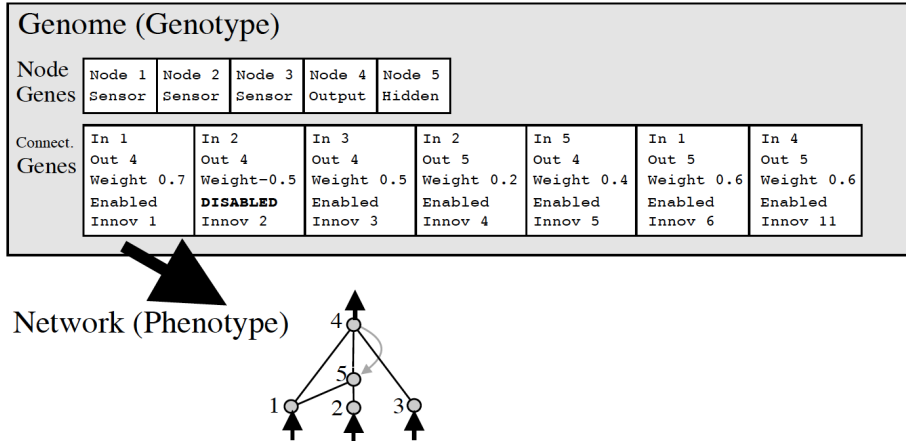 Genome (Genotype)
Node Genes
Node 1 Node 2 Node 3 Node 4 Node 5
Sensor Sensor Sensor Output Hidden
Connect. Genes
In 1 In 2 In 3 In 2 In 5 In 1 In 4
Out 4 Out 4 Out 4 Out 5 Out 4 Out 5 Out 5
Weight 0.7 Weight-0.5 Weight 0.5 Weight 0.2 Weight 0.4 Weight 0.6 Weight 0.6
Enabled DISABLED Enabled Enabled Enabled Enabled Enabled
Innov 1 Innov 2 Innov 3 Innov 4 Innov 5 Innov 6 Innov 11
Network (Phenotype)
4
5
1 2 3